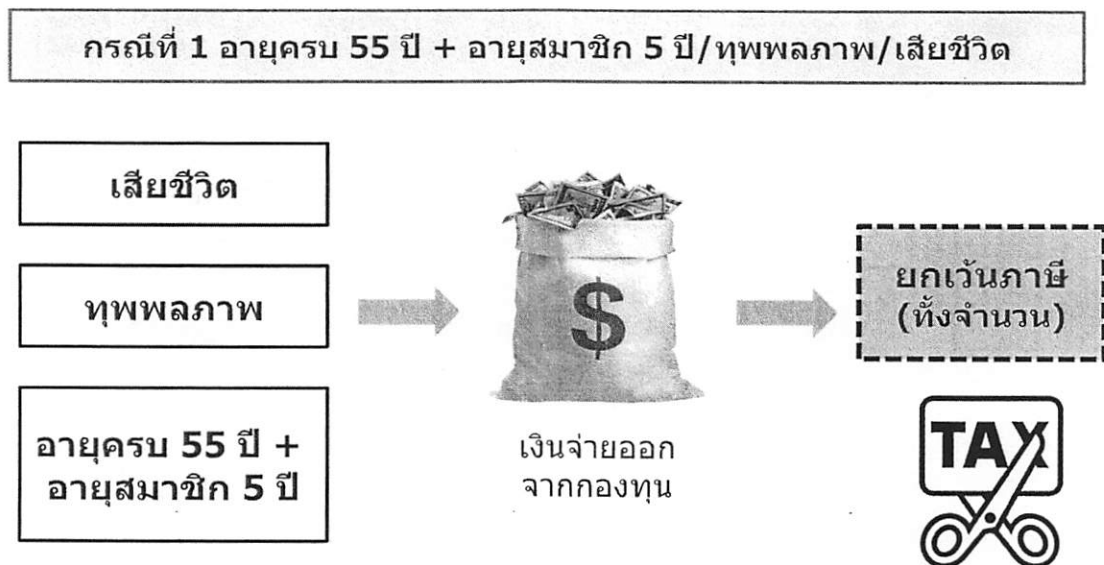 กรณีที่ 1 อายุครบ 55 ปี + อายุสมาชิก 5 ปี/ทุพพลภาพ/เสียชีวิต
เสียชีวิต
ทุพพลภาพ
อายุครบ 55 ปี +
อายุสมาชิก 5 ปี
$
เงินจ่ายออก
จากกองทุน
ยกเว้นภาษี
(ทั้งจำนวน)
TAX